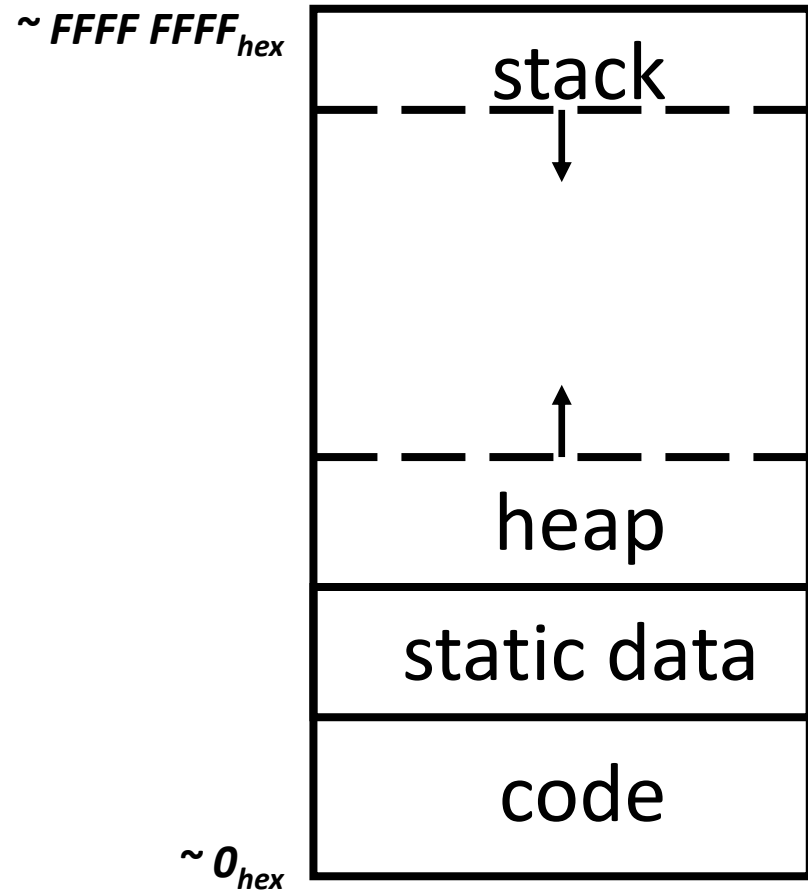 ~ FFFF FFFFhex
stack
heap
static data
code
~ 0hex